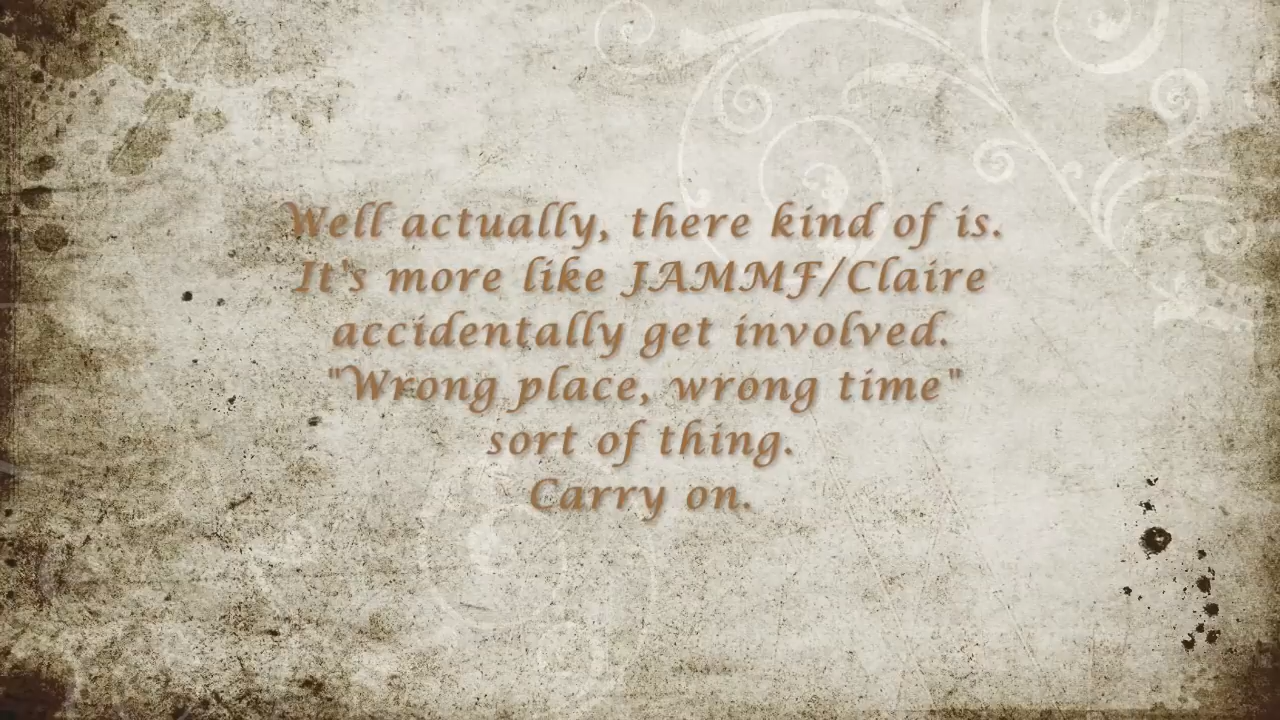 Well actually, there kind of is.
It's more like JAMMF/Claire
accidentally get involved.
"Wrong place, wrong time"
sort of thing.
Carry on.